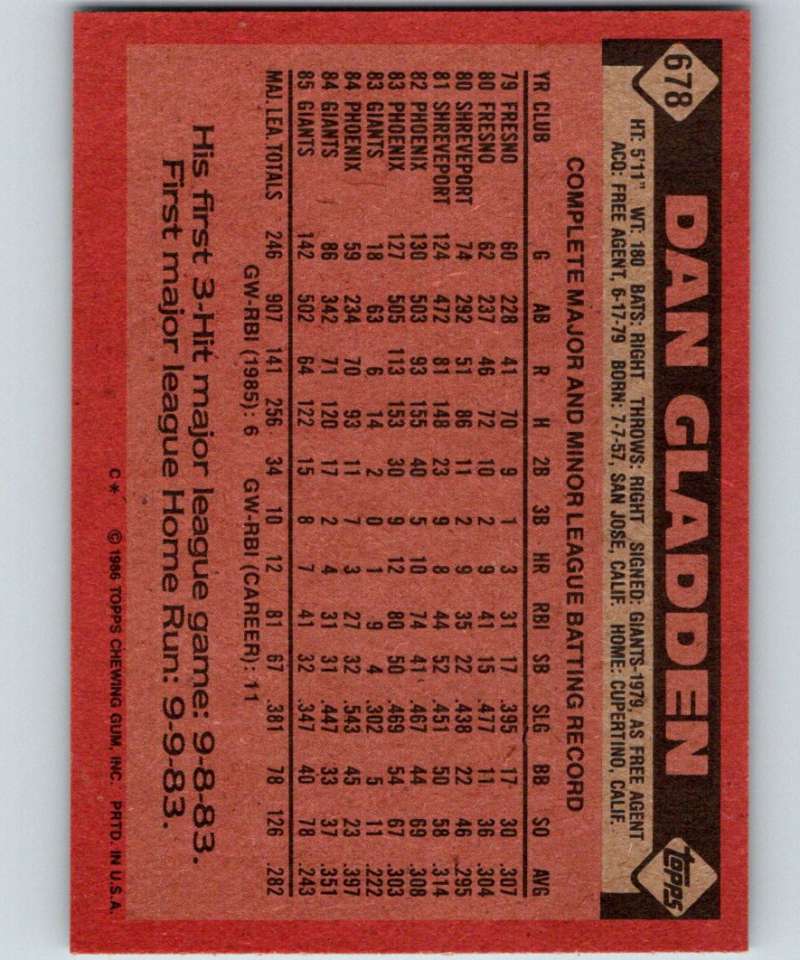 678 DAN GLADDEN topps
HT: 5'11" WT: 180 BATS: RIGHT THROWS: RIGHT SIGNED: GIANTS-1979, AS FREE AGENT
ACQ: FREE AGENT, 6-17-79 BORN: 7-7-57, SAN JOSE, CALIF. HOME: CUPERTINO, CALIF.
COMPLETE MAJOR AND MINOR LEAGUE BATTING RECORD
YR CLUB G AB R H 2B 3B HR RBI SB SLG BB SO AVG
79 FRESNO 60 228 41 70 9 1 3 31 17 .395 17 30 .307
80 FRESNO 62 237 46 72 10 2 9 41 15 .477 11 36 .304
80 SHREVEPORT 74 292 51 86 11 2 9 35 22 .438 22 46 .295
81 SHREVEPORT 124 472 81 148 23 9 8 44 52 .451 50 58 .314
82 PHOENIX 130 503 93 155 40 5 10 74 41 .467 44 69 .308
83 PHOENIX 127 505 113 153 30 9 12 80 50 .469 54 67 .303
83 GIANTS 18 63 6 14 2 0 1 9 4 .302 5 11 .222
84 PHOENIX 59 234 70 93 11 7 3 27 32 .543 45 23 .397
84 GIANTS 86 342 71 120 17 2 4 31 31 .447 33 37 .351
85 GIANTS 142 502 64 122 15 8 7 41 32 .347 40 78 .243
MAJ. LEA. TOTALS 246 907 141 256 34 10 12 81 67 .381 78 126 .282
GW-RBI (1985): 6 GW-RBI (CAREER): 11
His first 3-Hit major league game: 9-8-83.
First major league Home Run: 9-9-83.
C* © 1986 TOPPS CHEWING GUM, INC. PRTD. IN U.S.A.